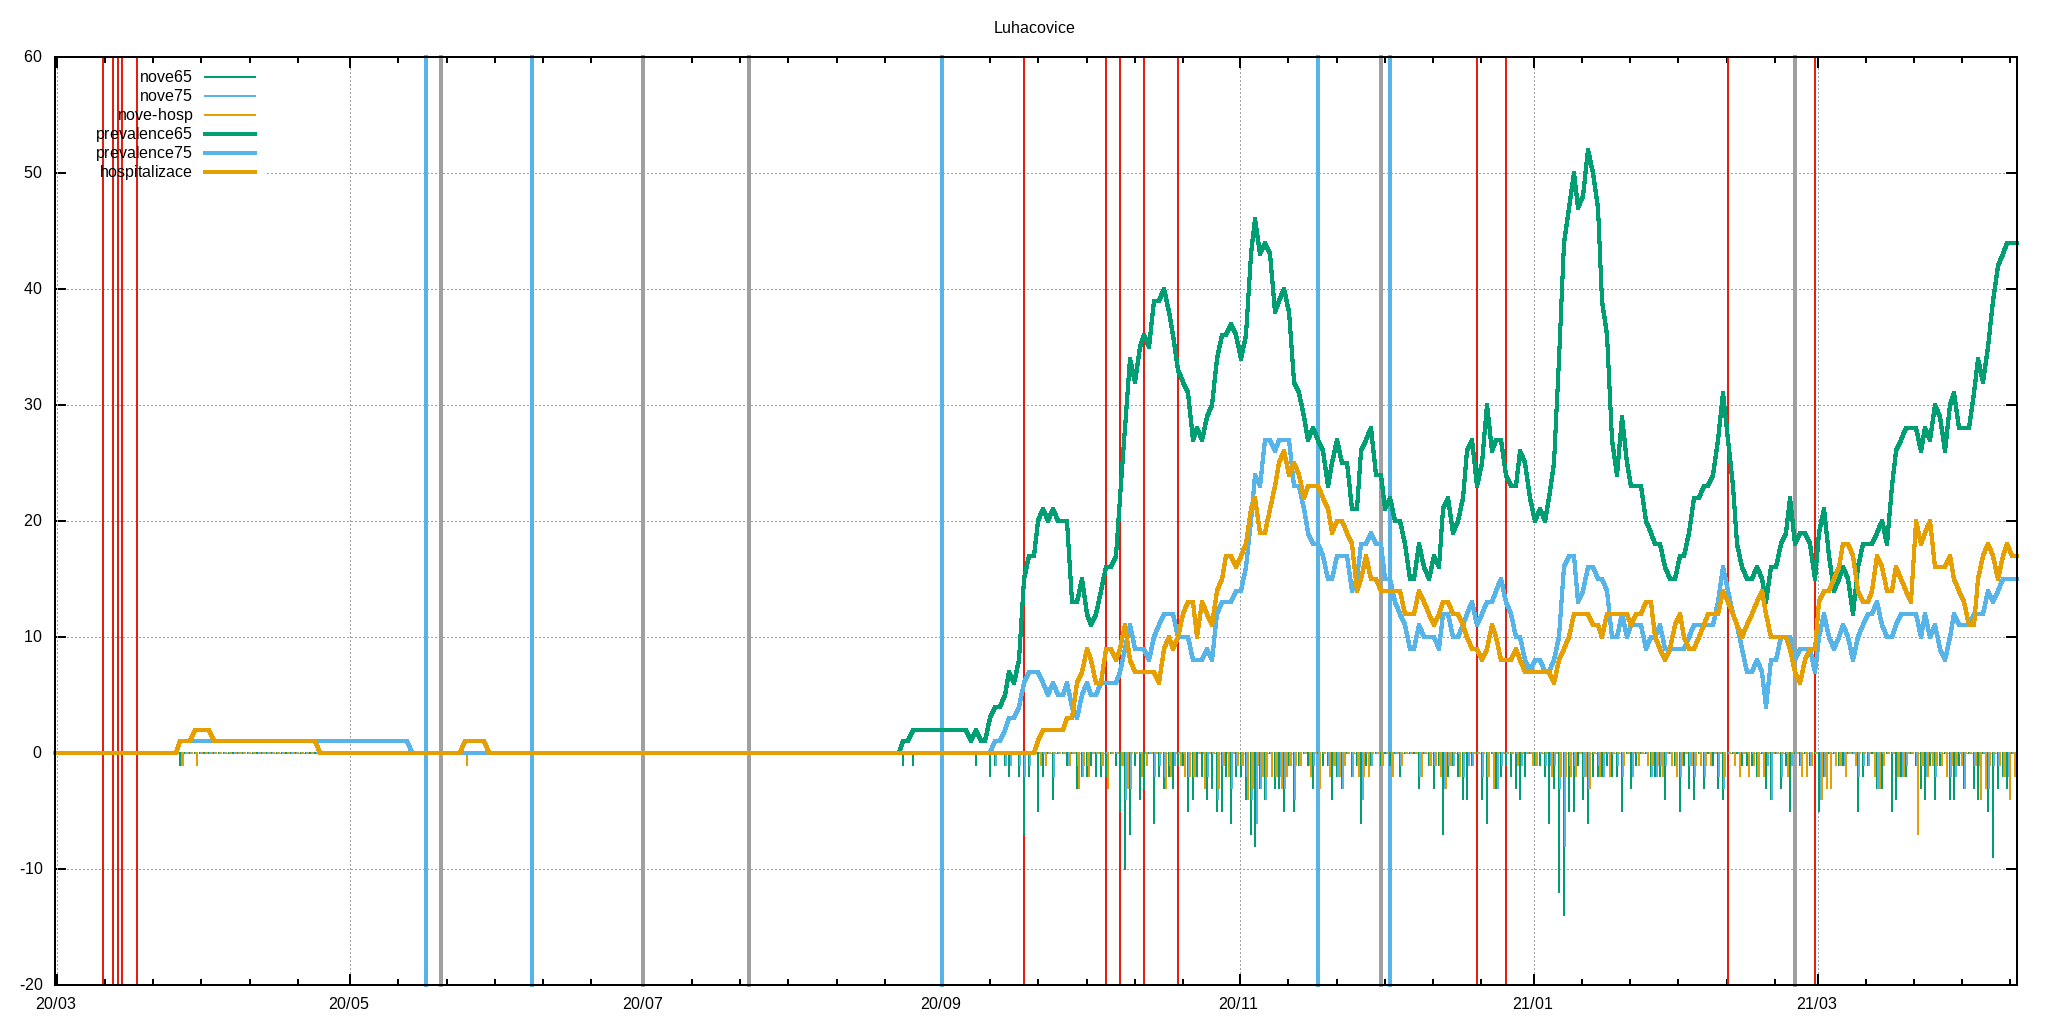 Luhacovice
60
50
40
30
20
10
0
-10
-20
nove65
nove75
nove-hosp
prevalence65
prevalence75
hospitalizace
20/03 20/05 20/07 20/09 20/11 21/01 21/03